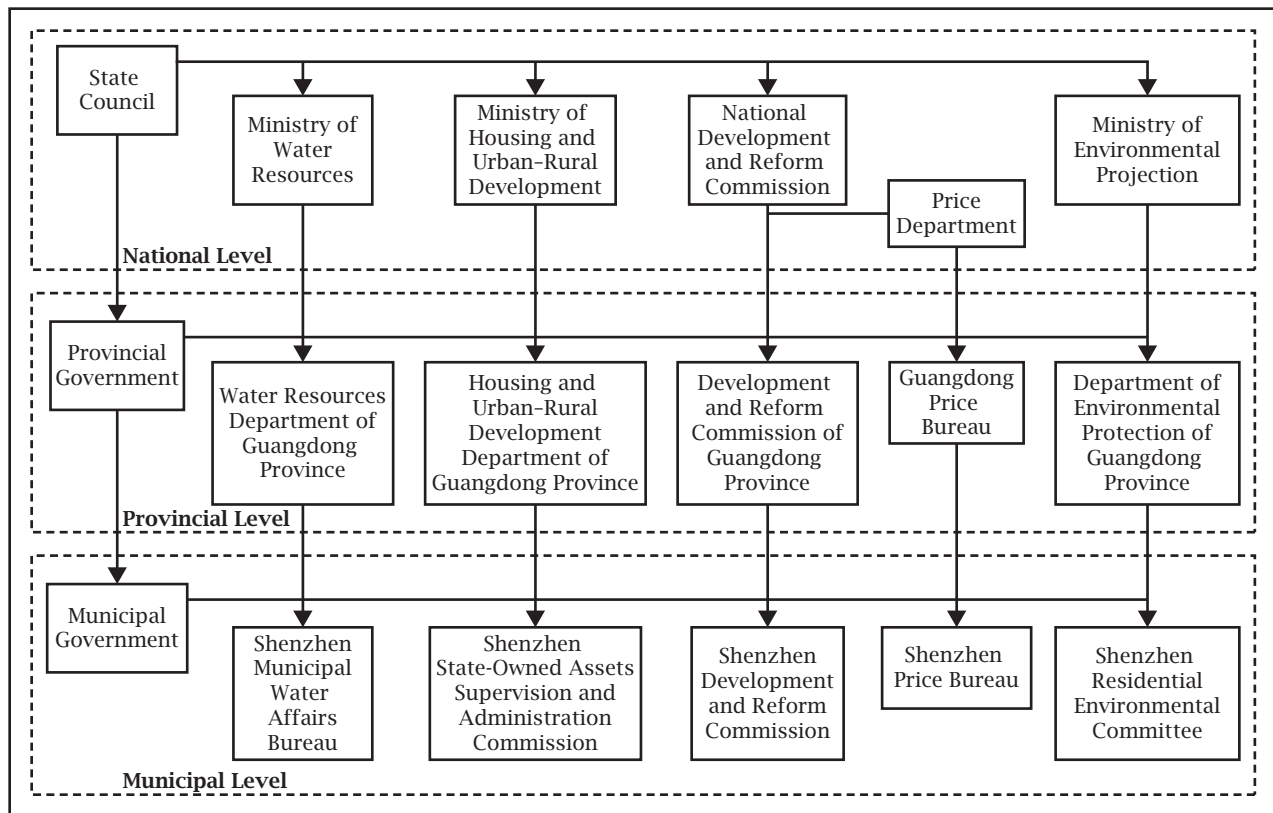 State
Council
Ministry of
Water
Resources
Ministry of
Housing and
Urban–Rural
Development
National
Development
and Reform
Commission
Price
Department
Ministry of
Environmental
Projection
National Level
Provincial
Government
Water Resources
Department of
Guangdong
Province
Housing and
Urban–Rural
Development
Department of
Guangdong Province
Development
and Reform
Commission of
Guangdong
Province
Guangdong
Price
Bureau
Department of
Environmental
Protection of
Guangdong
Province
Provincial Level
Municipal
Government
Shenzhen
Municipal
Water
Affairs
Bureau
Shenzhen
State-Owned Assets
Supervision and
Administration
Commission
Shenzhen
Development
and Reform
Commission
Shenzhen
Price Bureau
Shenzhen
Residential
Environmental
Committee
Municipal Level